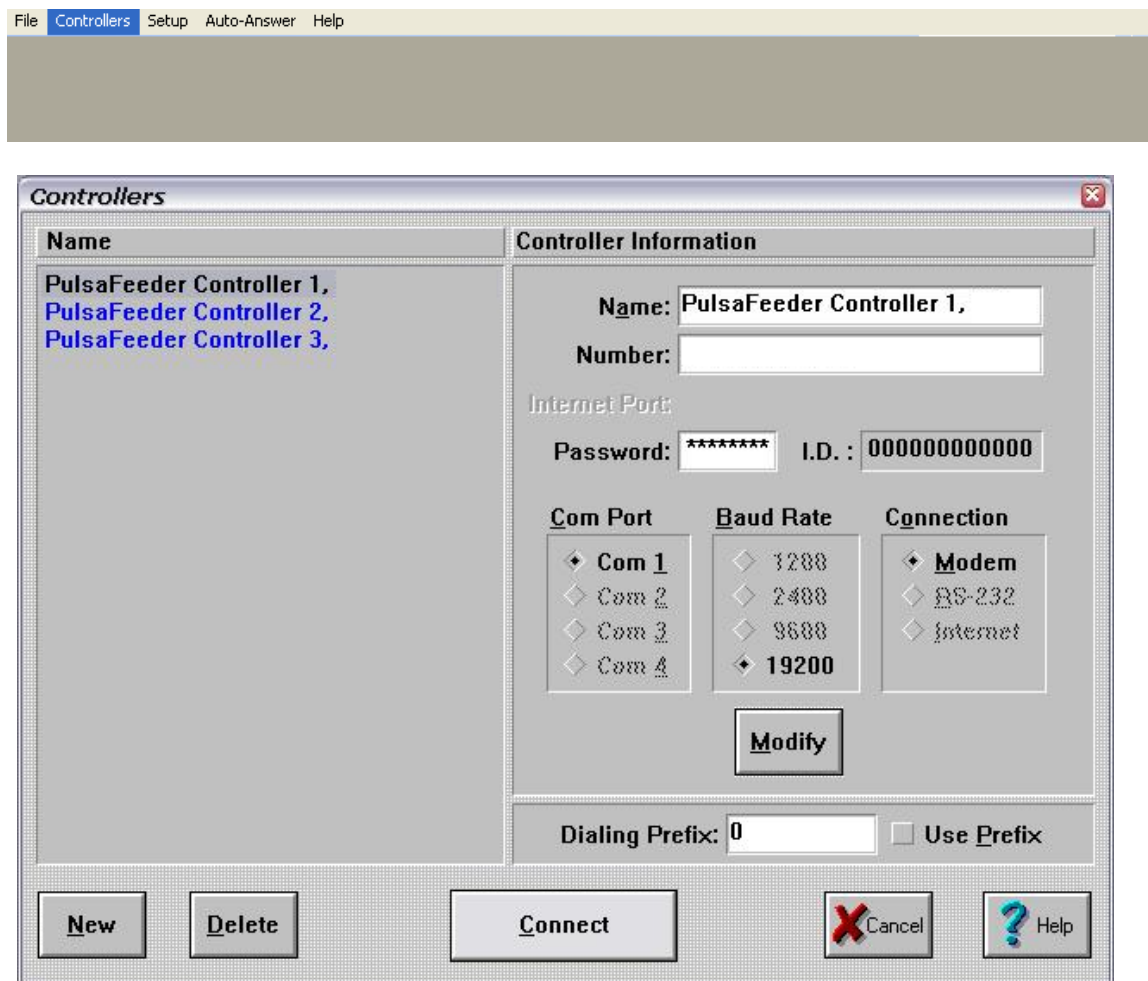 File Controllers Setup Auto-Answer Help
Controllers
Name
Controller Information
PulsaFeeder Controller 1,
PulsaFeeder Controller 2,
PulsaFeeder Controller 3,
Name: PulsaFeeder Controller 1,
Number:
Internet Port:
Password: ******** I.D. : 000000000000
Com Port Baud Rate Connection
Com 1 1200 Modem
Com 2 2400 RS-232
Com 3 9600 Internet
Com 4 19200
Modify
Dialing Prefix: 0 Use Prefix
New Delete Connect Cancel Help